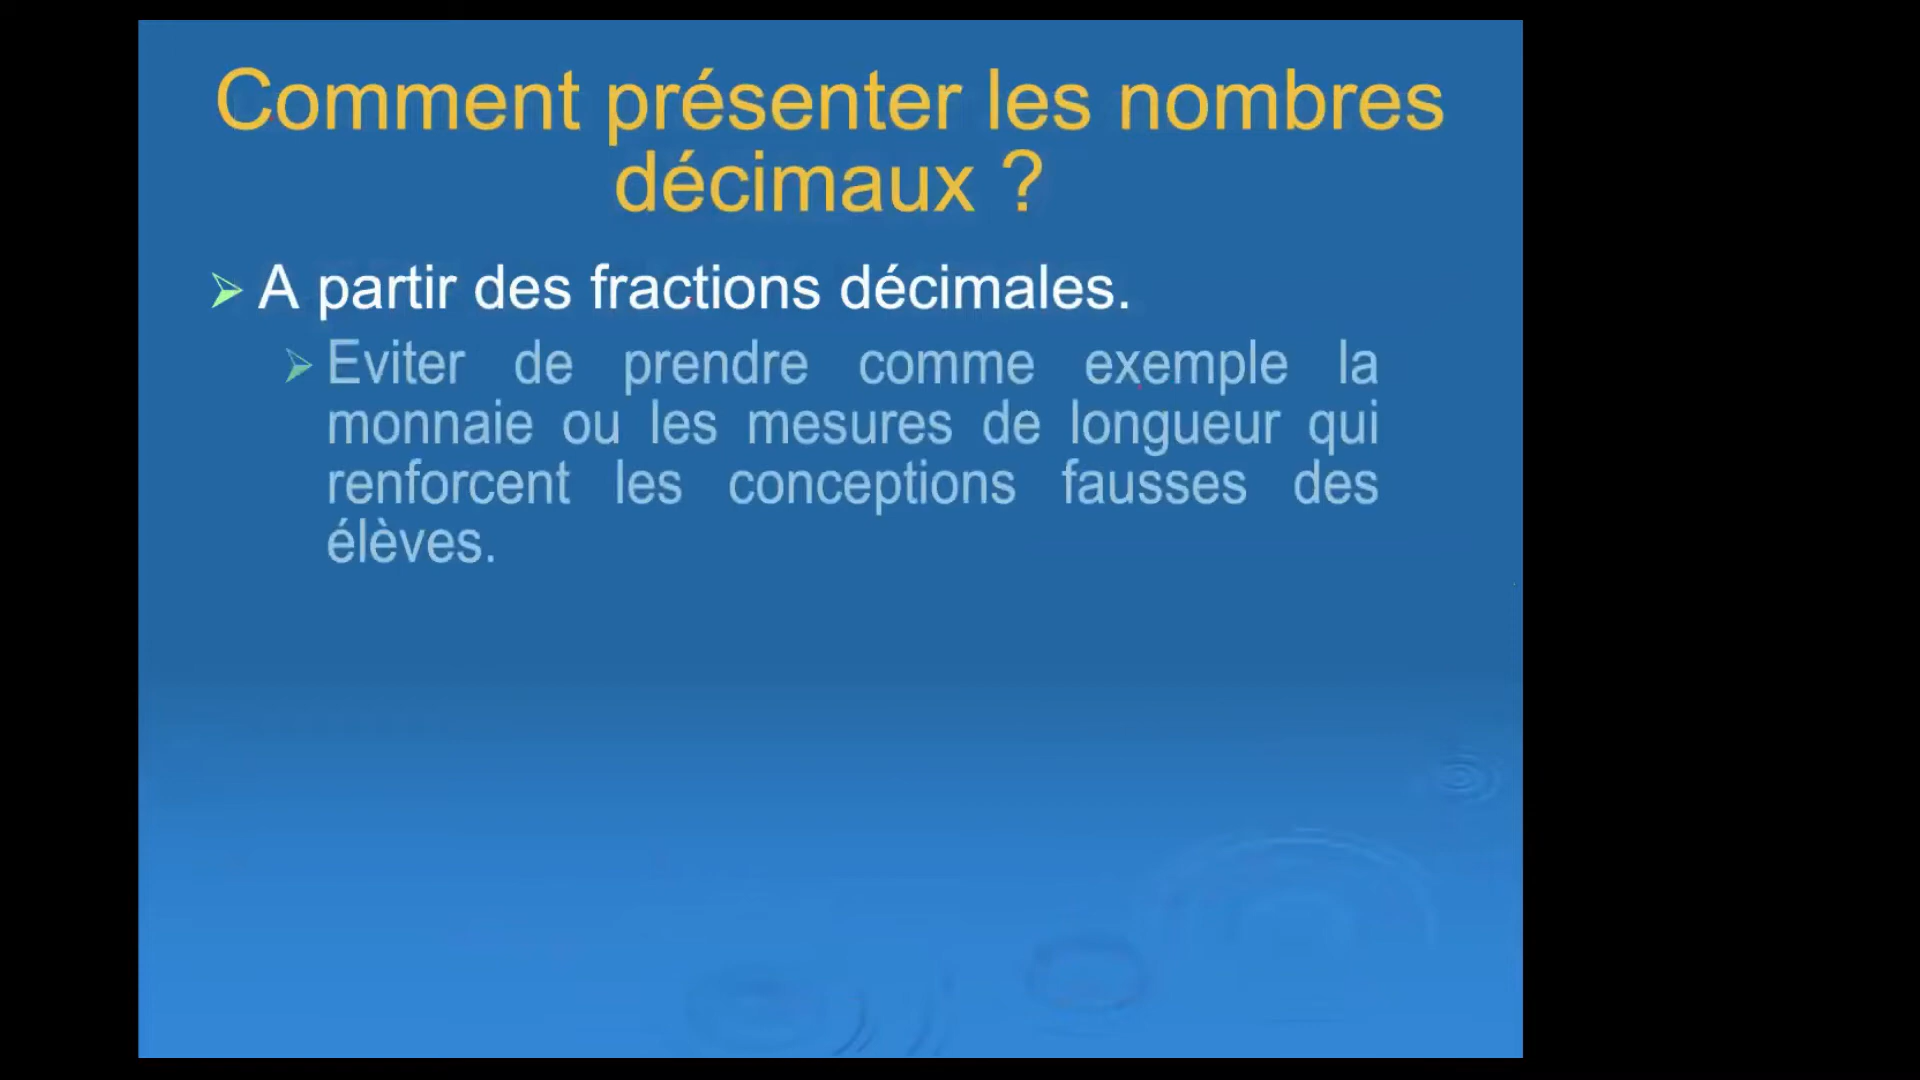 Comment présenter les nombres
décimaux ?
A partir des fractions décimales.
Eviter de prendre comme exemple la
monnaie ou les mesures de longueur qui
renforcent les conceptions fausses des
élèves.